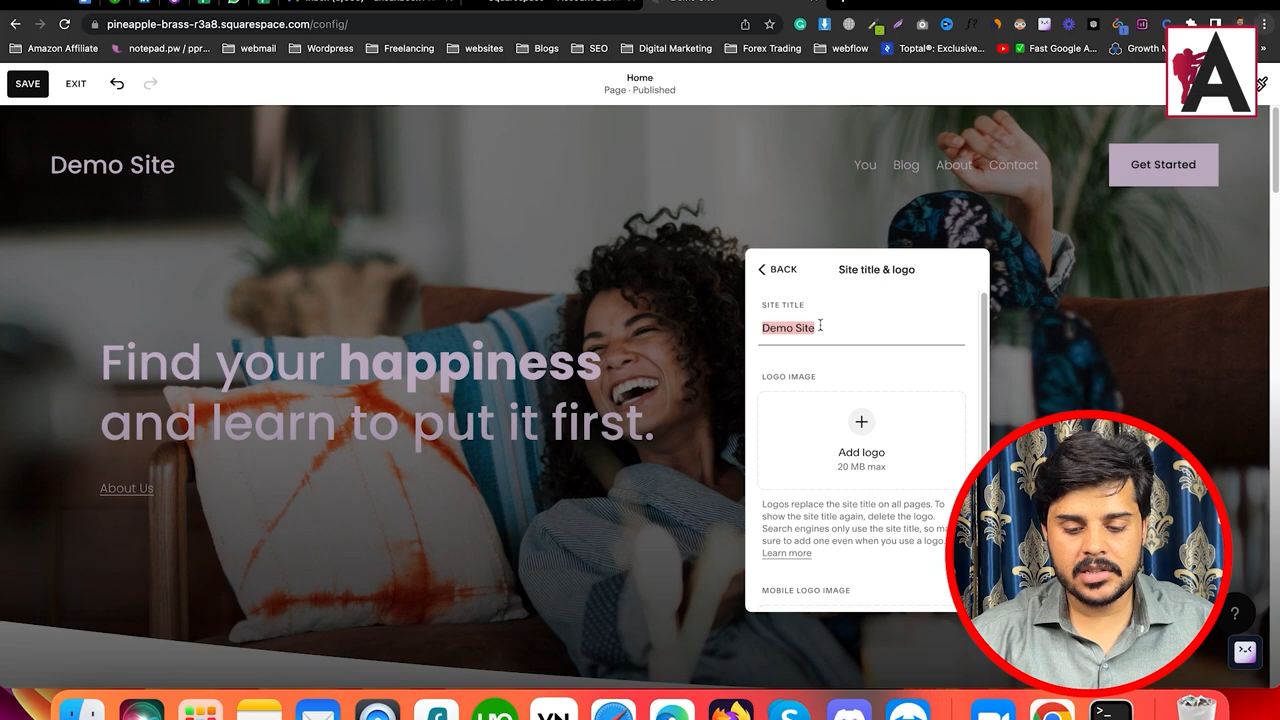 pineapple-brass-r3a8.squarespace.com/config/
Amazon Affiliate
notepad.pw / ppr...
webmail
Wordpress
Freelancing
websites
Blogs
SEO
Digital Marketing
Forex Trading
webflow
Toptal®: Exclusive...
Fast Google A...
Growth M
SAVE
EXIT
Home
Page · Published
A
Demo Site
You
Blog
About
Contact
Get Started
Find your happiness
and learn to put it first.
About Us
BACK
Site title & logo
SITE TITLE
Demo Site
LOGO IMAGE
Add logo
20 MB max
Logos replace the site title on all pages. To
show the site title again, delete the logo.
Search engines only use the site title, so
sure to add one even when you use a logo.
Learn more
MOBILE LOGO IMAGE
?